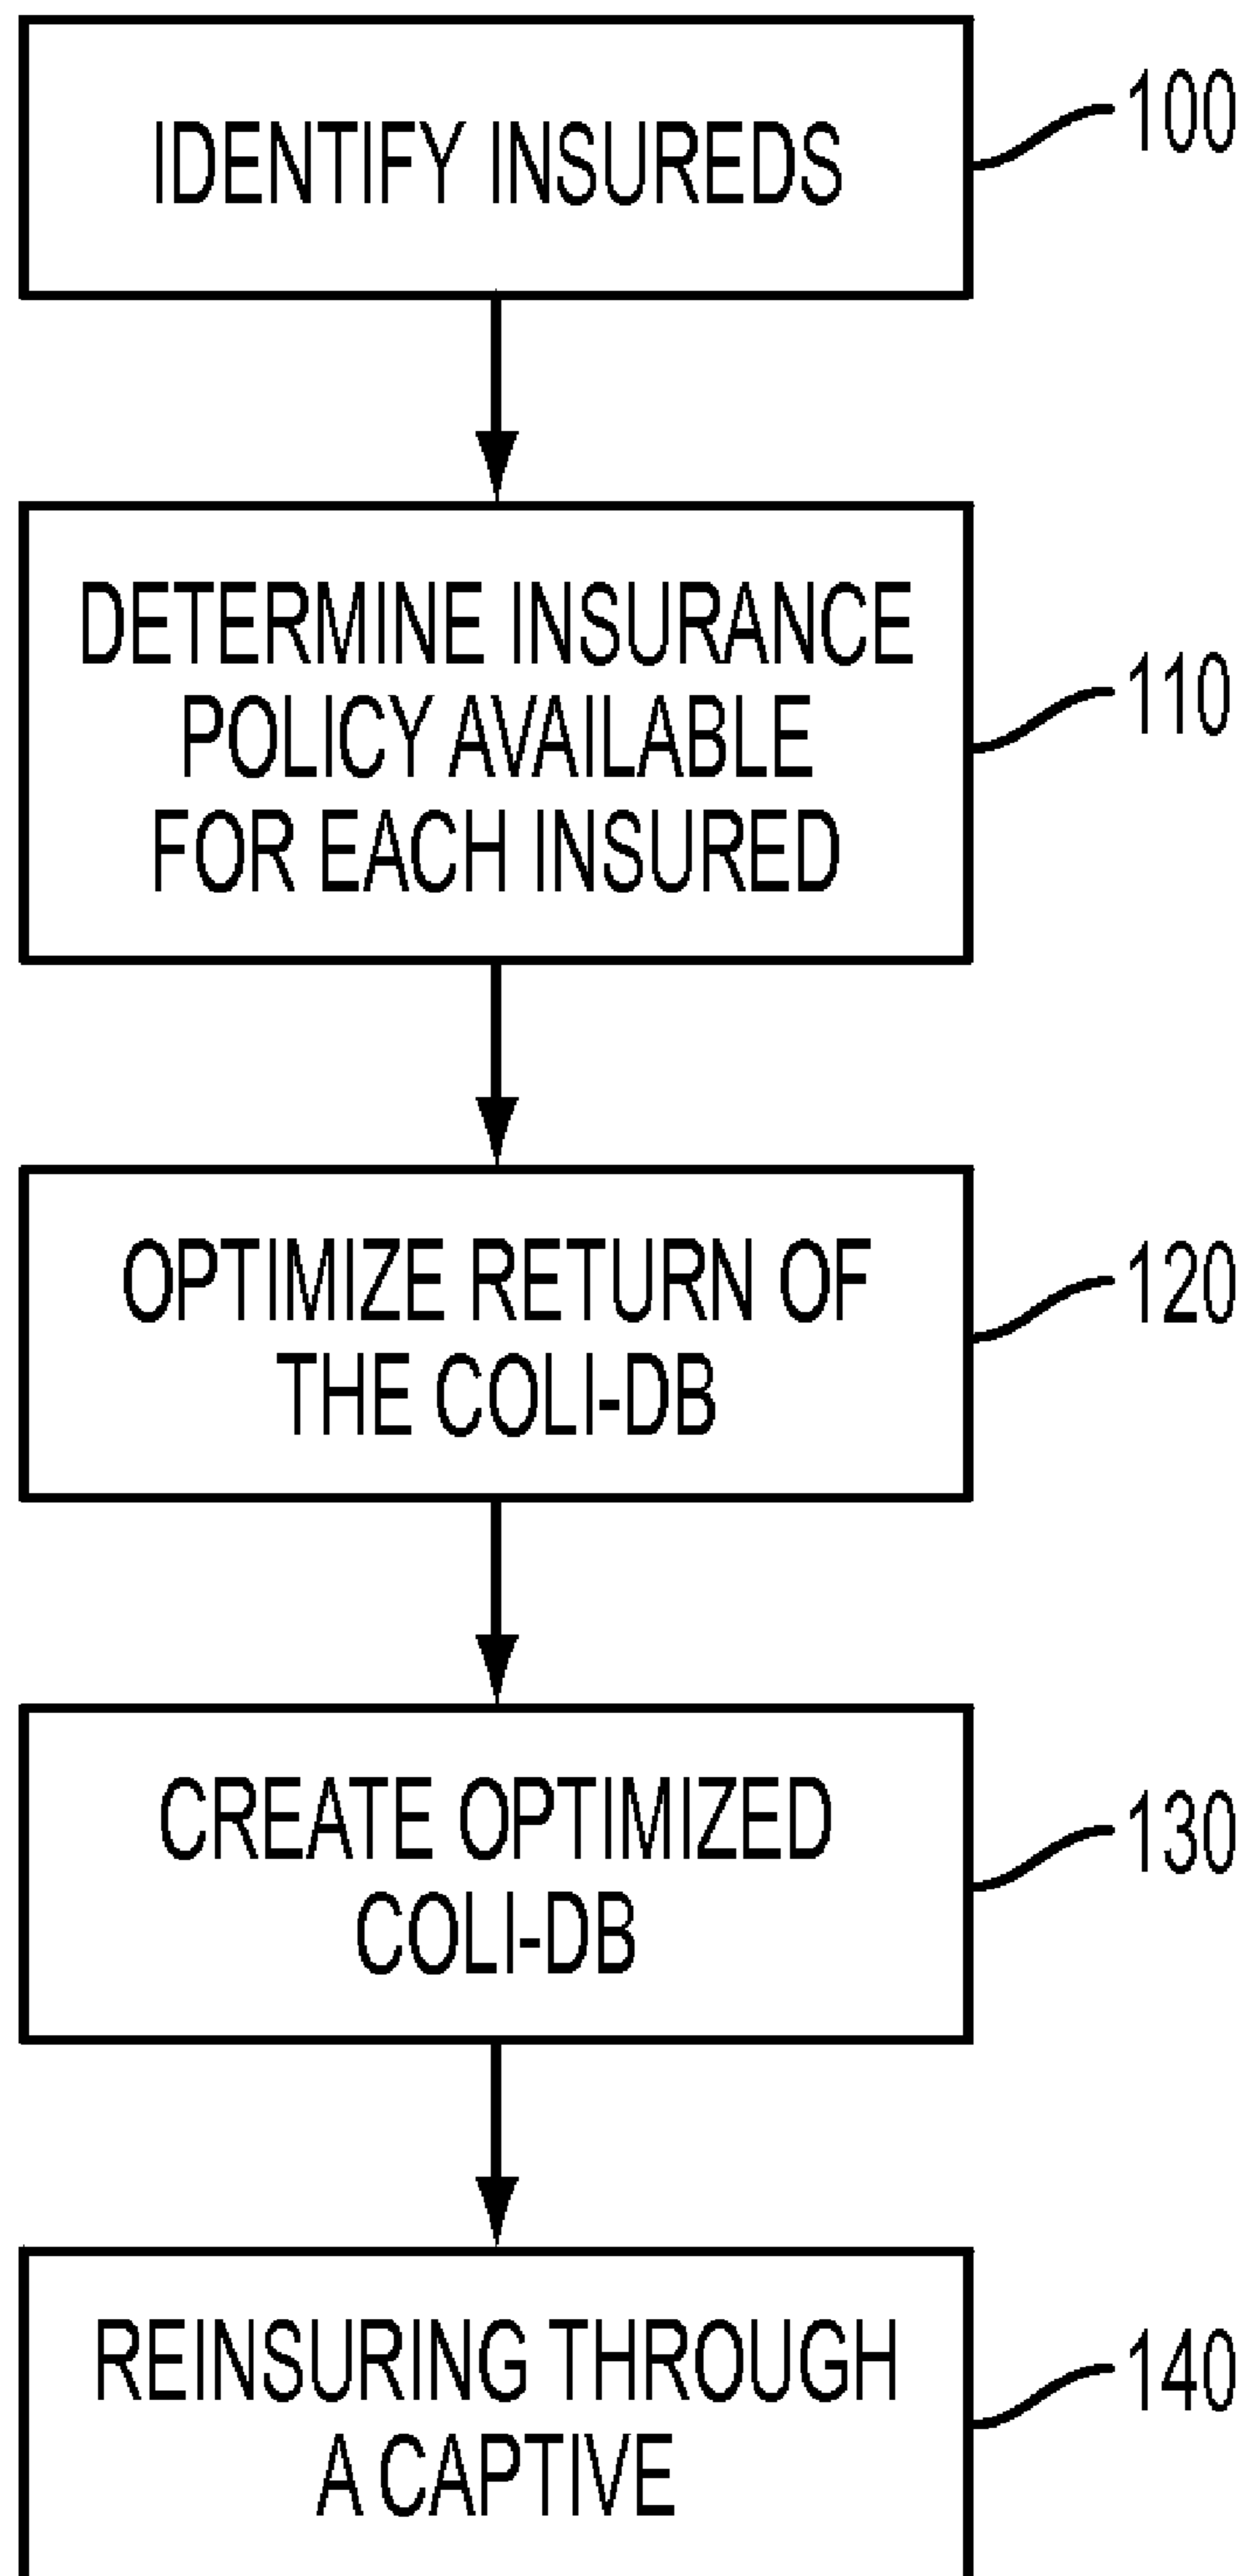 IDENTIFY INSUREDS
100
DETERMINE INSURANCE
POLICY AVAILABLE
FOR EACH INSURED
110
OPTIMIZE RETURN OF
THE COLI-DB
120
CREATE OPTIMIZED
COLI-DB
130
REINSURING THROUGH
A CAPTIVE
140